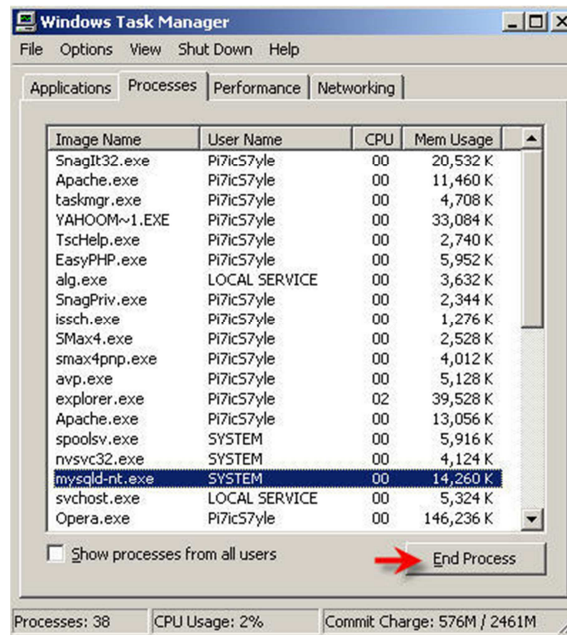 Windows Task Manager
File Options View Shut Down Help
Applications Processes Performance Networking
Image Name User Name CPU Mem Usage
SnagIt32.exe Pi7icS7yle 00 20,532 K
Apache.exe Pi7icS7yle 00 11,460 K
taskmgr.exe Pi7icS7yle 00 4,708 K
YAHOOM~1.EXE Pi7icS7yle 00 33,084 K
TscHelp.exe Pi7icS7yle 00 2,740 K
EasyPHP.exe Pi7icS7yle 00 5,952 K
alg.exe LOCAL SERVICE 00 3,632 K
SnagPriv.exe Pi7icS7yle 00 2,344 K
issch.exe Pi7icS7yle 00 1,276 K
SMax4.exe Pi7icS7yle 00 2,528 K
smax4pnp.exe Pi7icS7yle 00 4,012 K
avp.exe Pi7icS7yle 00 5,128 K
explorer.exe Pi7icS7yle 02 39,528 K
Apache.exe Pi7icS7yle 00 13,056 K
spoolsv.exe SYSTEM 00 5,916 K
nvsvc32.exe SYSTEM 00 4,124 K
mysqld-nt.exe SYSTEM 00 14,260 K
svchost.exe LOCAL SERVICE 00 5,324 K
Opera.exe Pi7icS7yle 00 146,236 K
Show processes from all users End Process
Processes: 38 CPU Usage: 2% Commit Charge: 576M / 2461M